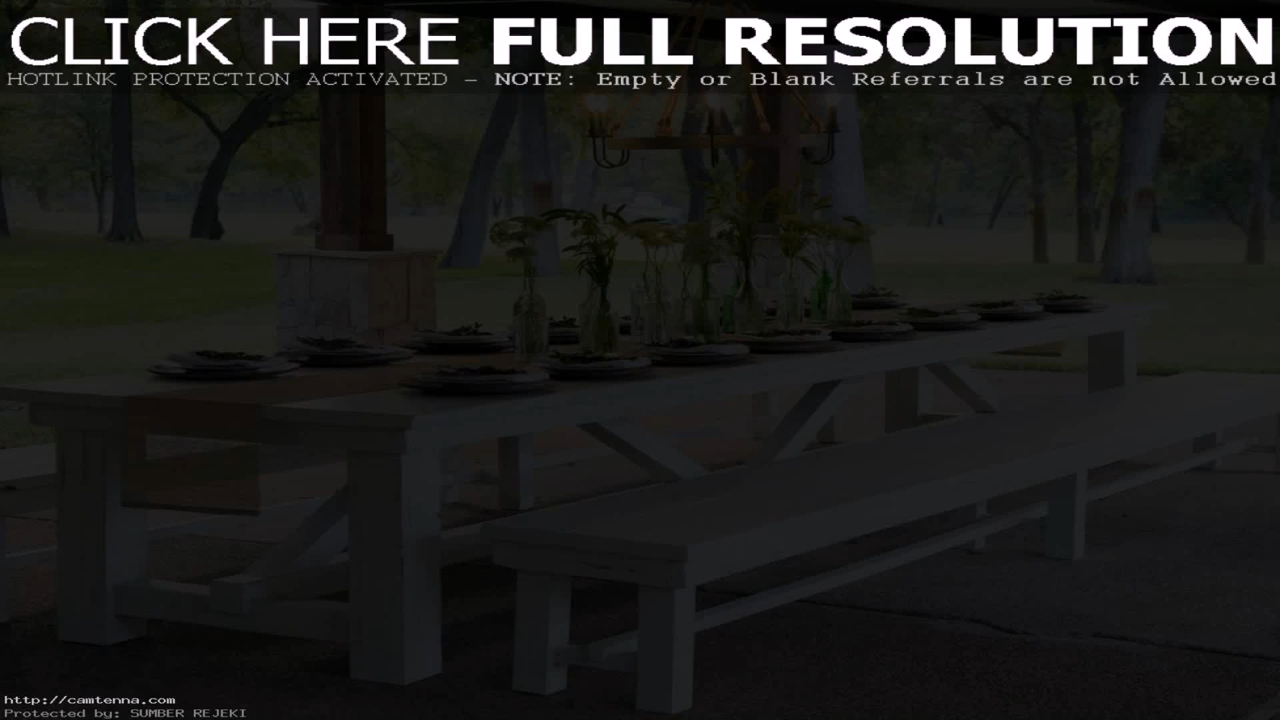 CLICK HERE FULL RESOLUTION
HOTLINK PROTECTION ACTIVATED - NOTE: Empty or Blank Referrals are not Allowed
http://camtenna.com
Protected by: SUMBER REJEKI